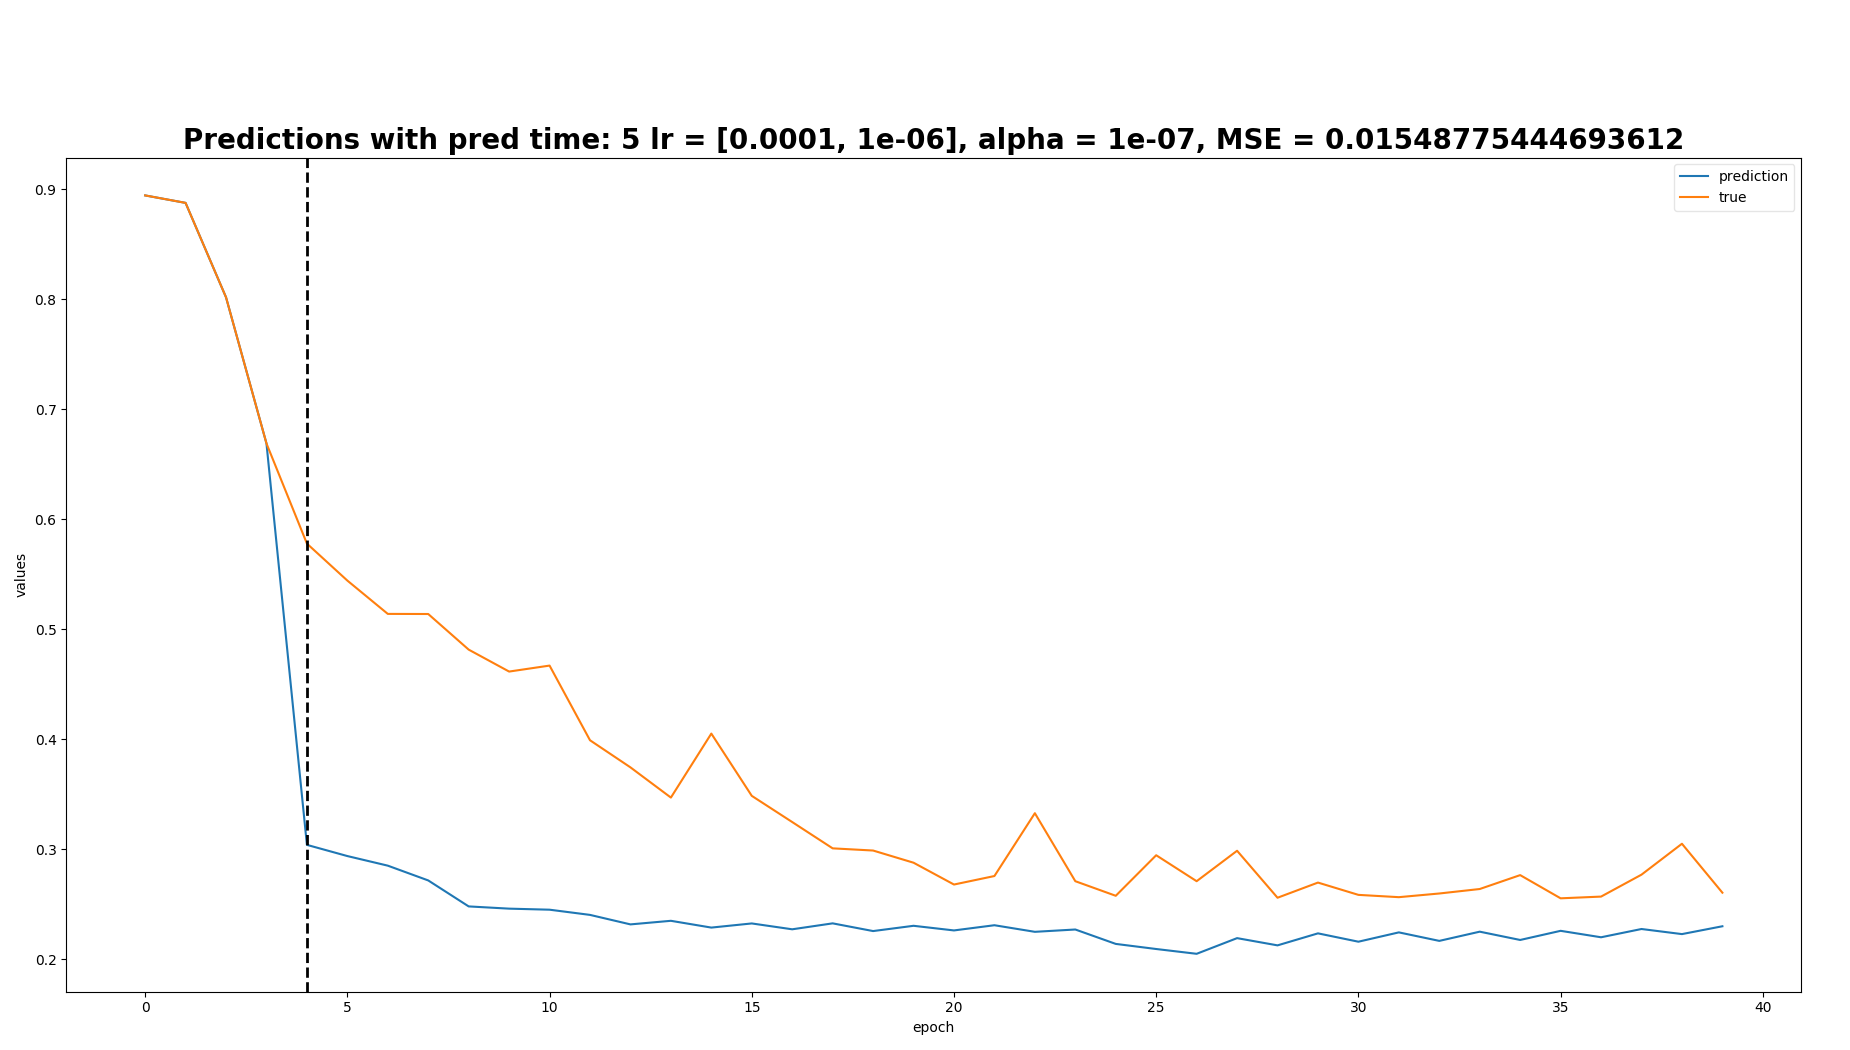 Predictions with pred time: 5 lr = [0.0001, 1e-06], alpha = 1e-07, MSE = 0.01548775444693612
prediction
true
0.9
0.8
0.7
0.6
0.5
0.4
0.3
0.2
values
0 5 10 15 20 25 30 35 40
epoch